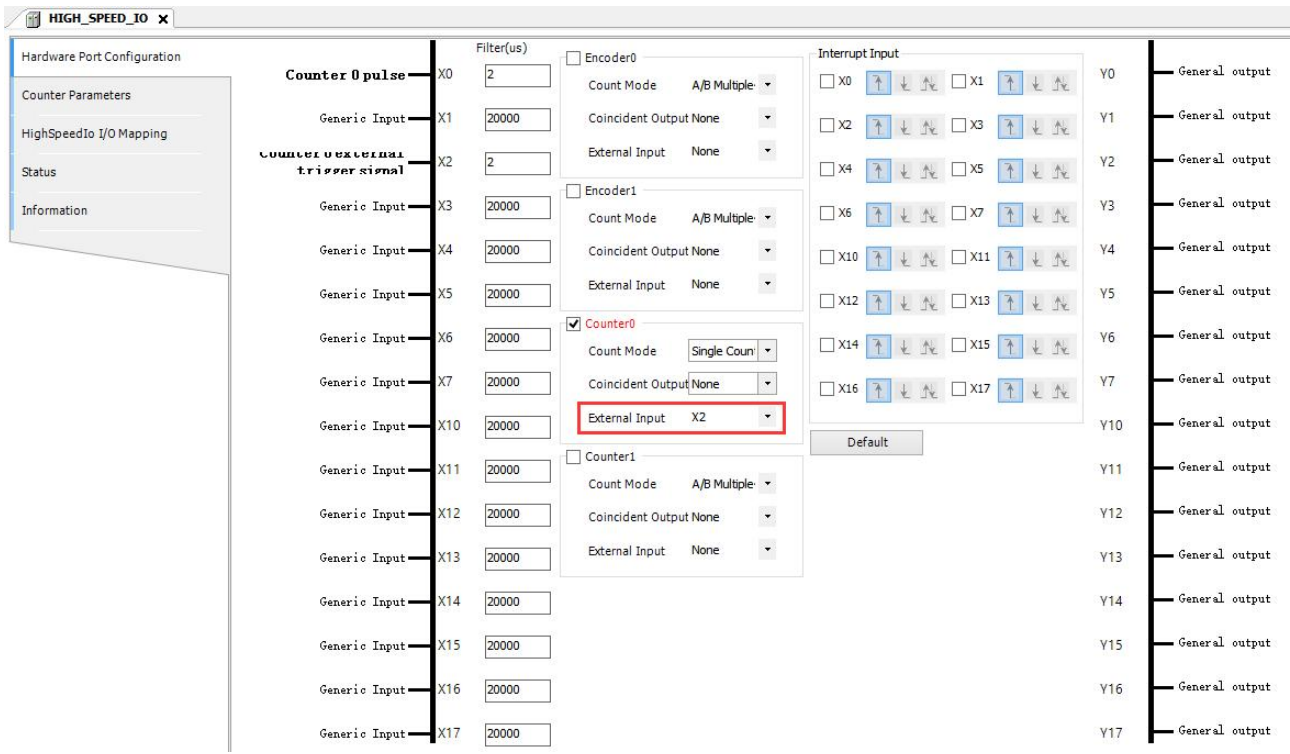 HIGH_SPEED_IO X
Hardware Port Configuration
Counter Parameters
HighSpeedIo I/O Mapping
Status
Information
Filter(us)
Counter 0 pulse X0 2
Generic Input X1 20000
Counter 0 external
trigger signal X2 2
Generic Input X3 20000
Generic Input X4 20000
Generic Input X5 20000
Generic Input X6 20000
Generic Input X7 20000
Generic Input X10 20000
Generic Input X11 20000
Generic Input X12 20000
Generic Input X13 20000
Generic Input X14 20000
Generic Input X15 20000
Generic Input X16 20000
Generic Input X17 20000
Encoder0
Count Mode A/B Multiple
Coincident Output None
External Input None
Encoder1
Count Mode A/B Multiple
Coincident Output None
External Input None
Counter0
Count Mode Single Coun
Coincident Output None
External Input X2
Counter1
Count Mode A/B Multiple
Coincident Output None
External Input None
Interrupt Input
X0 X1
X2 X3
X4 X5
X6 X7
X10 X11
X12 X13
X14 X15
X16 X17
Default
Y0 General output
Y1 General output
Y2 General output
Y3 General output
Y4 General output
Y5 General output
Y6 General output
Y7 General output
Y10 General output
Y11 General output
Y12 General output
Y13 General output
Y14 General output
Y15 General output
Y16 General output
Y17 General output